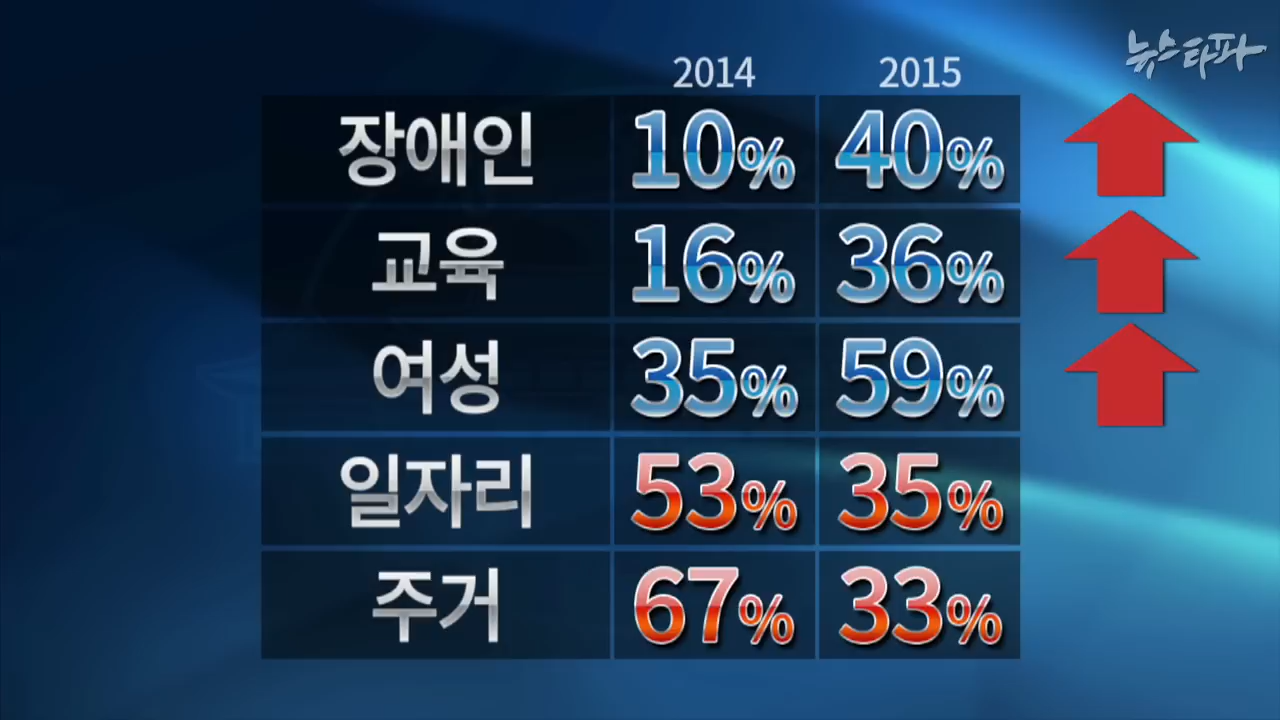 뉴스타파
2014 2015
장애인 10% 40%
교육 16% 36%
여성 35% 59%
일자리 53% 35%
주거 67% 33%